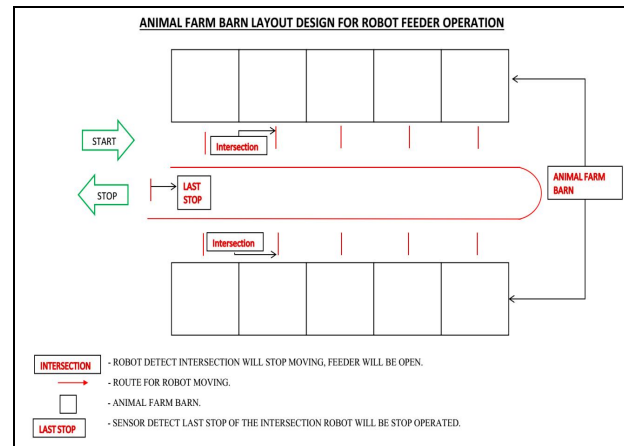 ANIMAL FARM BARN LAYOUT DESIGN FOR ROBOT FEEDER OPERATION
START
Intersection
STOP
LAST
STOP
ANIMAL FARM
BARN
Intersection
INTERSECTION - ROBOT DETECT INTERSECTION WILL STOP MOVING, FEEDER WILL BE OPEN.
- ROUTE FOR ROBOT MOVING.
- ANIMAL FARM BARN.
LAST STOP - SENSOR DETECT LAST STOP OF THE INTERSECTION ROBOT WILL BE STOP OPERATED.